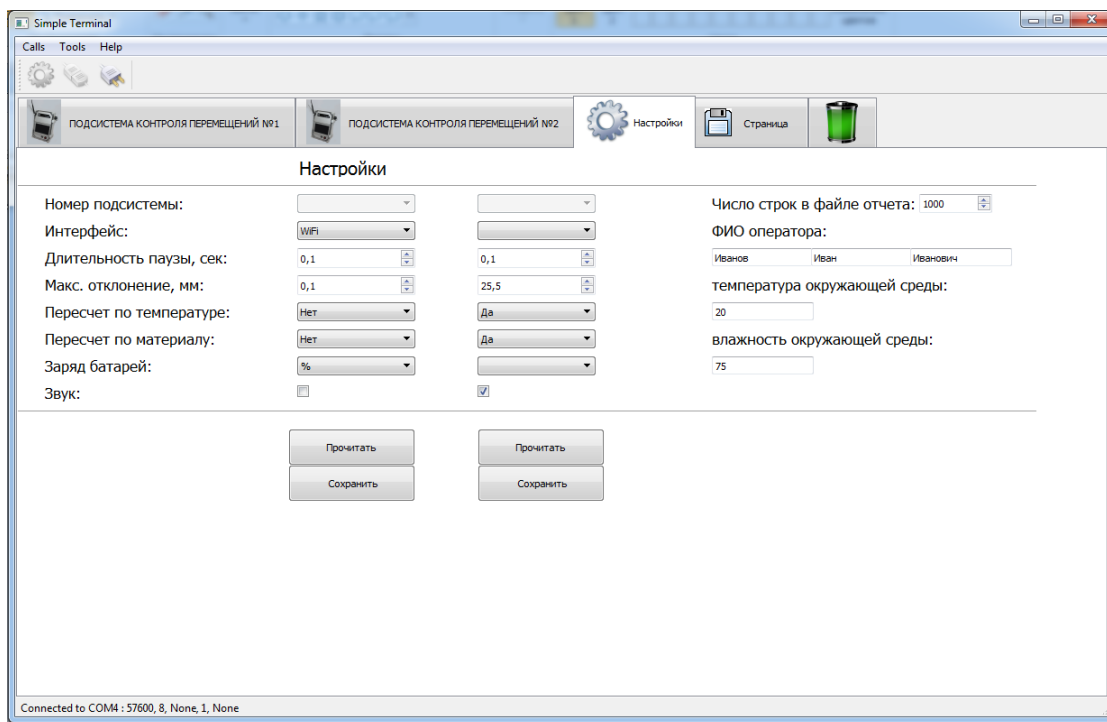 Simple Terminal
Calls Tools Help
ПОДСИСТЕМА КОНТРОЛЯ ПЕРЕМЕЩЕНИЙ №1 ПОДСИСТЕМА КОНТРОЛЯ ПЕРЕМЕЩЕНИЙ №2 Настройки Страница
Настройки
Номер подсистемы: Число строк в файле отчета: 1000
Интерфейс: WiFi ФИО оператора:
Длительность паузы, сек: 0,1 0,1 Иванов Иван Иванович
Макс. отклонение, мм: 0,1 25,5 температура окружающей среды:
Пересчет по температуре: Нет Да 20
Пересчет по материалу: Нет Да влажность окружающей среды:
Заряд батарей: % 75
Звук:
Прочитать Прочитать
Сохранить Сохранить
Connected to COM4 : 57600, 8, None, 1, None